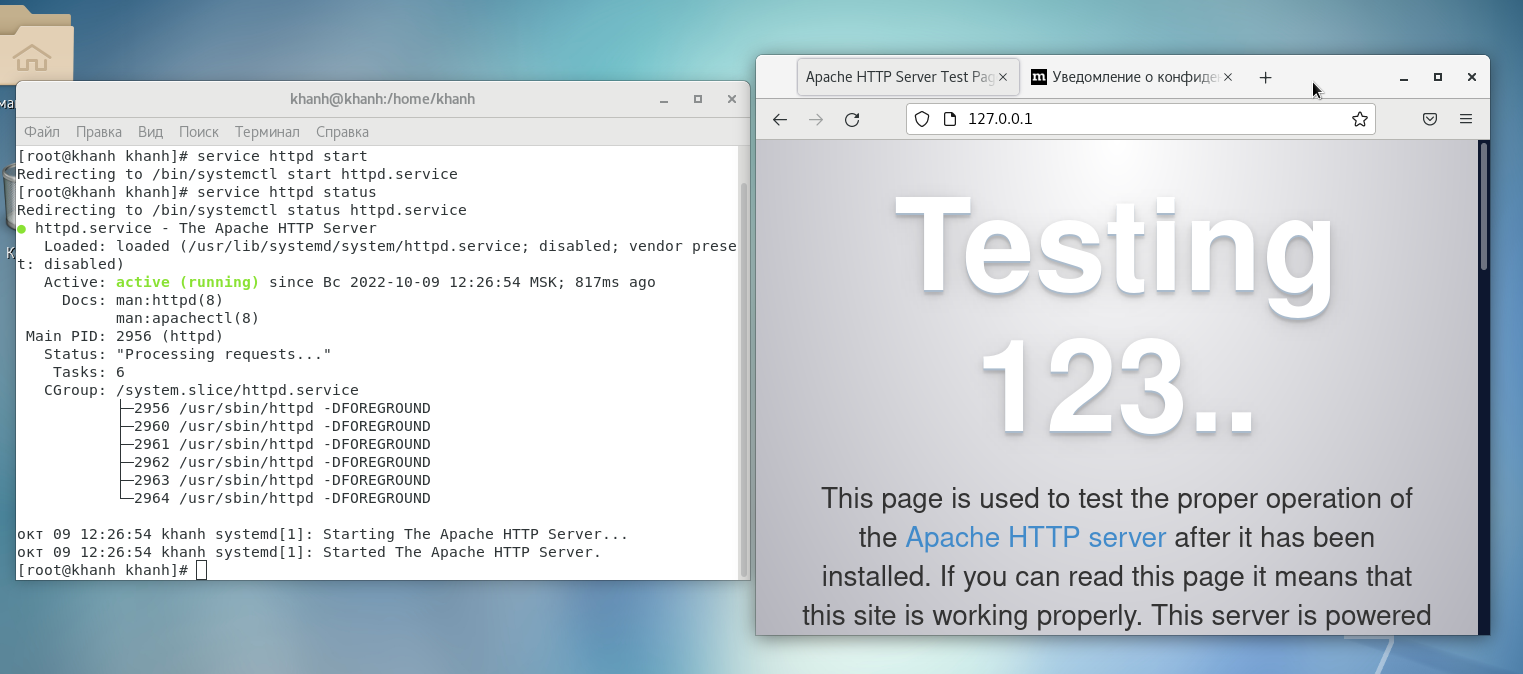 khanh@khanh:/home/khanh
Файл Правка Вид Поиск Терминал Справка
[root@khanh khanh]# service httpd start
Redirecting to /bin/systemctl start httpd.service
[root@khanh khanh]# service httpd status
Redirecting to /bin/systemctl status httpd.service
● httpd.service - The Apache HTTP Server
Loaded: loaded (/usr/lib/systemd/system/httpd.service; disabled; vendor prese
t: disabled)
Active: active (running) since Вс 2022-10-09 12:26:54 MSK; 817ms ago
Docs: man:httpd(8)
man:apachectl(8)
Main PID: 2956 (httpd)
Status: "Processing requests..."
Tasks: 6
CGroup: /system.slice/httpd.service
├─2956 /usr/sbin/httpd -DFOREGROUND
├─2960 /usr/sbin/httpd -DFOREGROUND
├─2961 /usr/sbin/httpd -DFOREGROUND
├─2962 /usr/sbin/httpd -DFOREGROUND
├─2963 /usr/sbin/httpd -DFOREGROUND
└─2964 /usr/sbin/httpd -DFOREGROUND
окт 09 12:26:54 khanh systemd[1]: Starting The Apache HTTP Server...
окт 09 12:26:54 khanh systemd[1]: Started The Apache HTTP Server.
[root@khanh khanh]#
Apache HTTP Server Test Pag
m Уведомление о конфиде
127.0.0.1
Testing
123..
This page is used to test the proper operation of
the Apache HTTP server after it has been
installed. If you can read this page it means that
this site is working properly. This server is powered
7